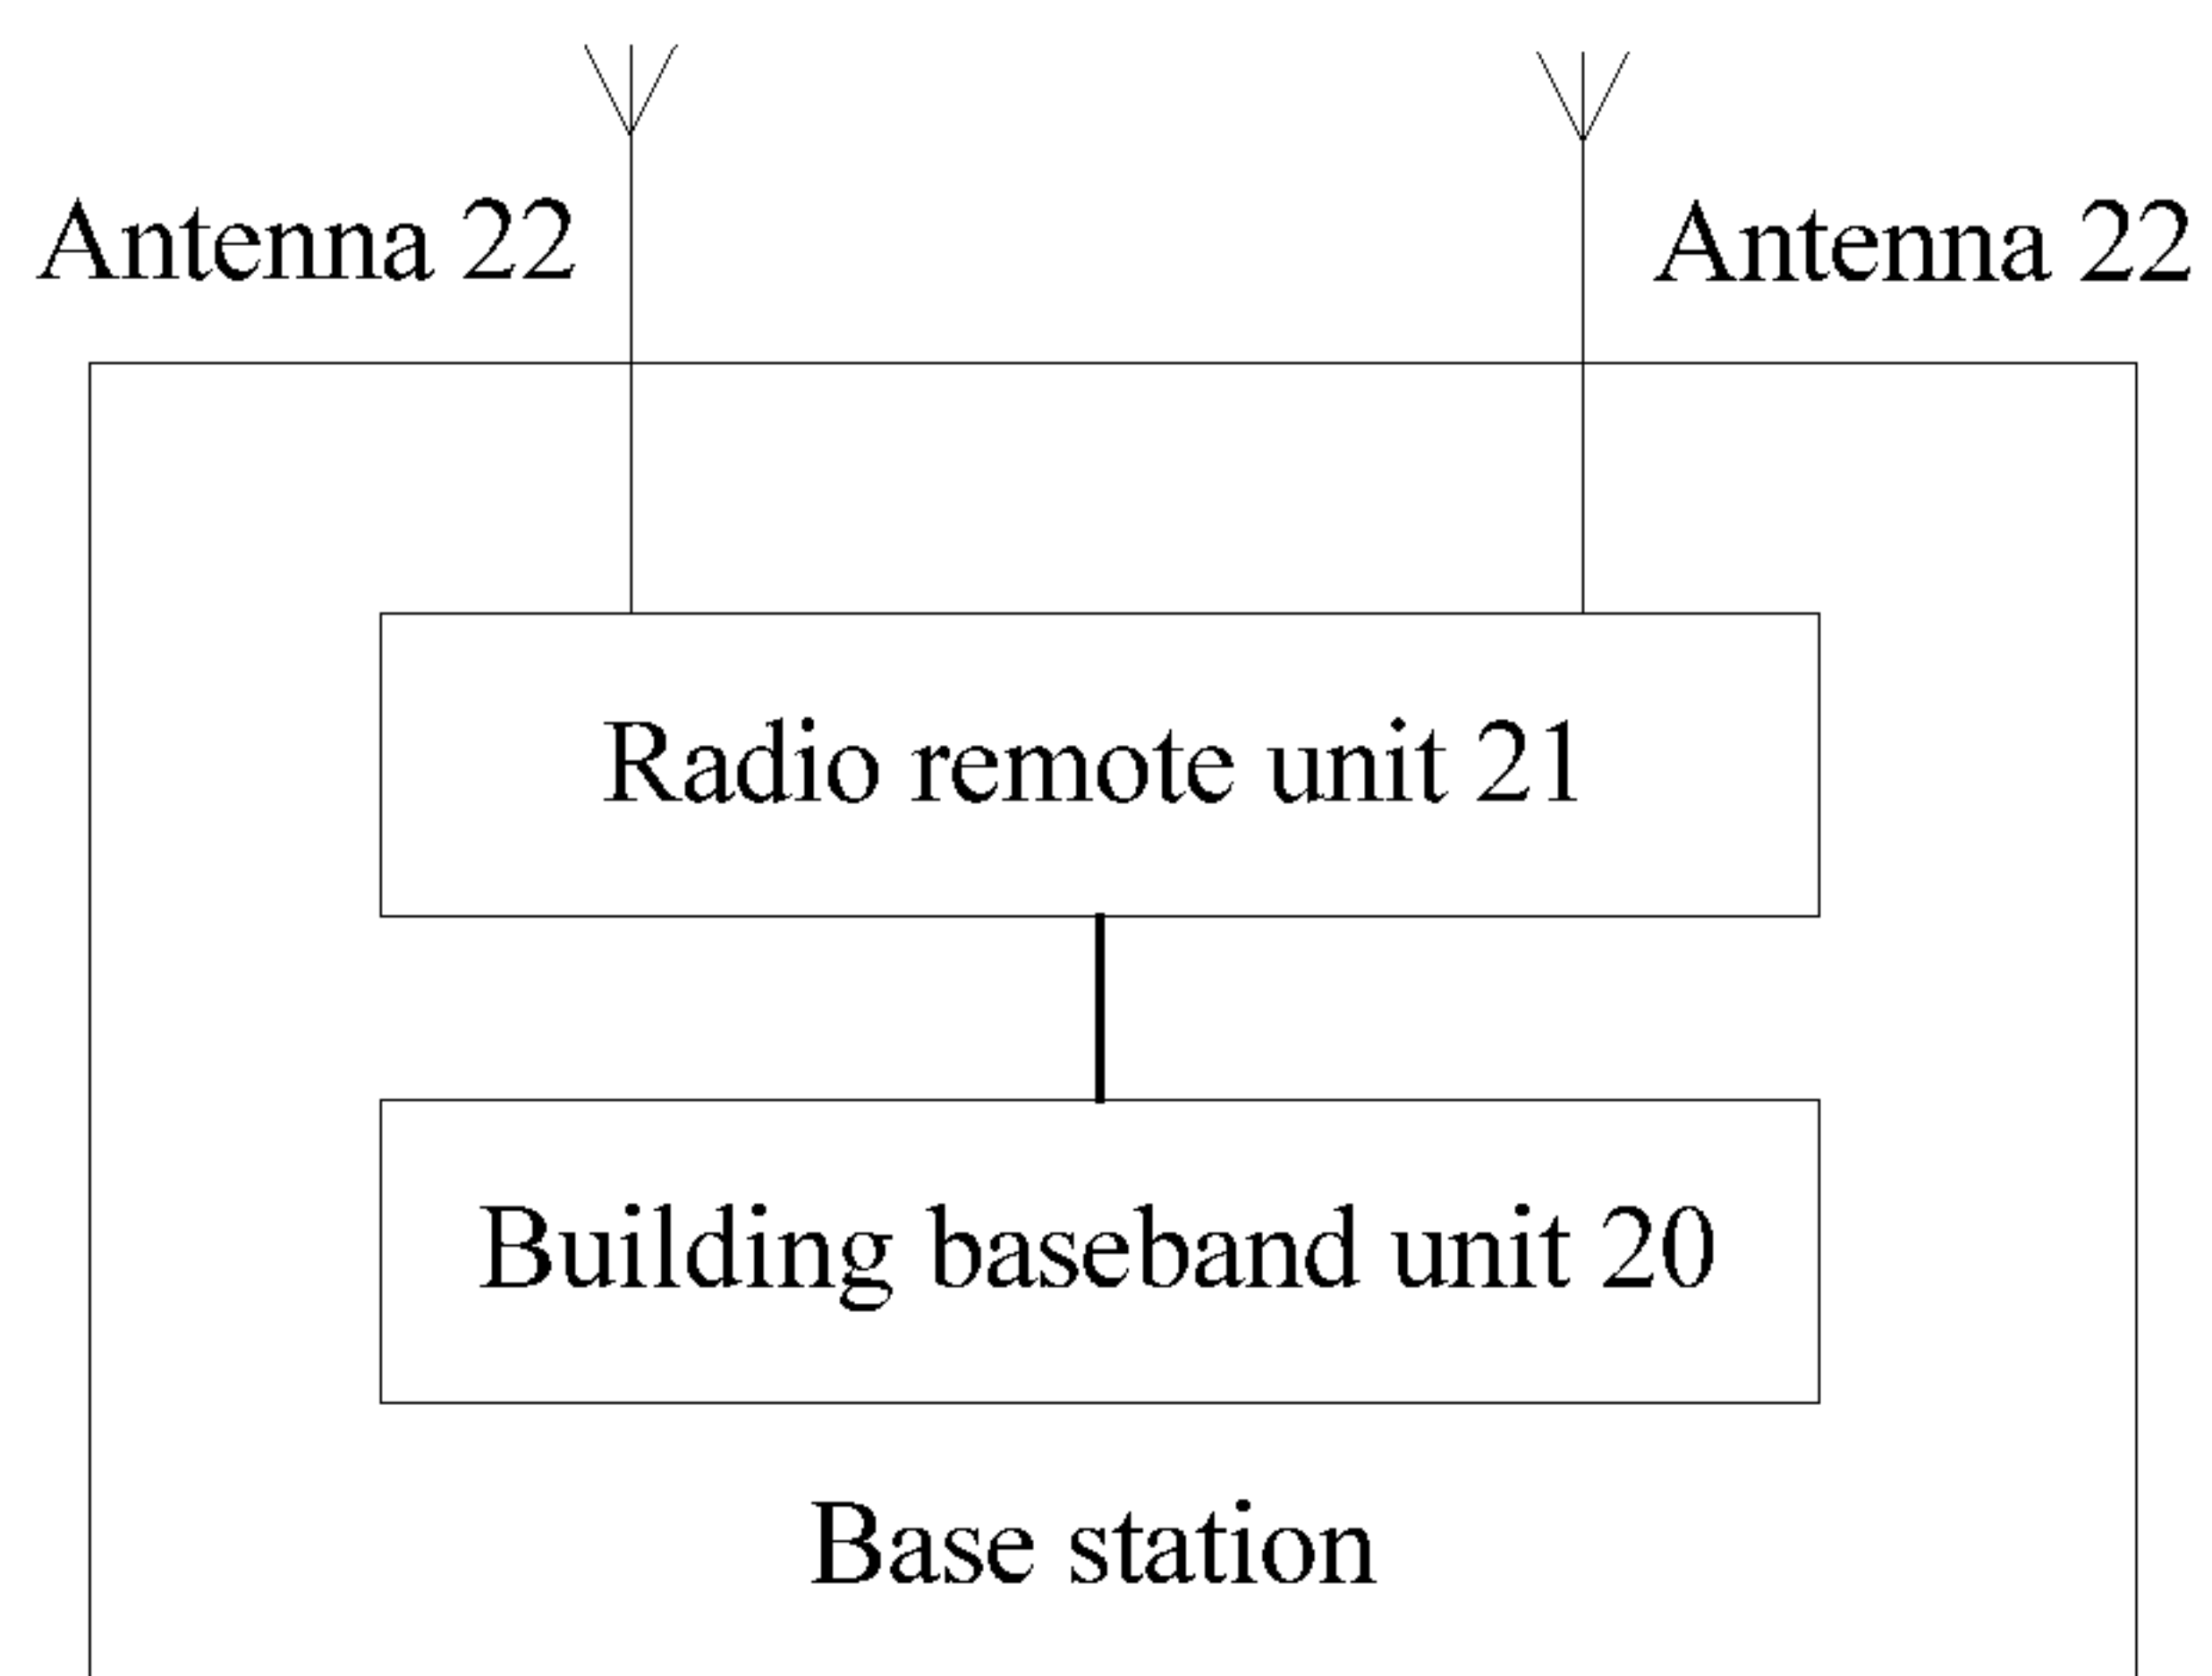 Antenna 22
Antenna 22
Radio remote unit 21
Building baseband unit 20
Base station